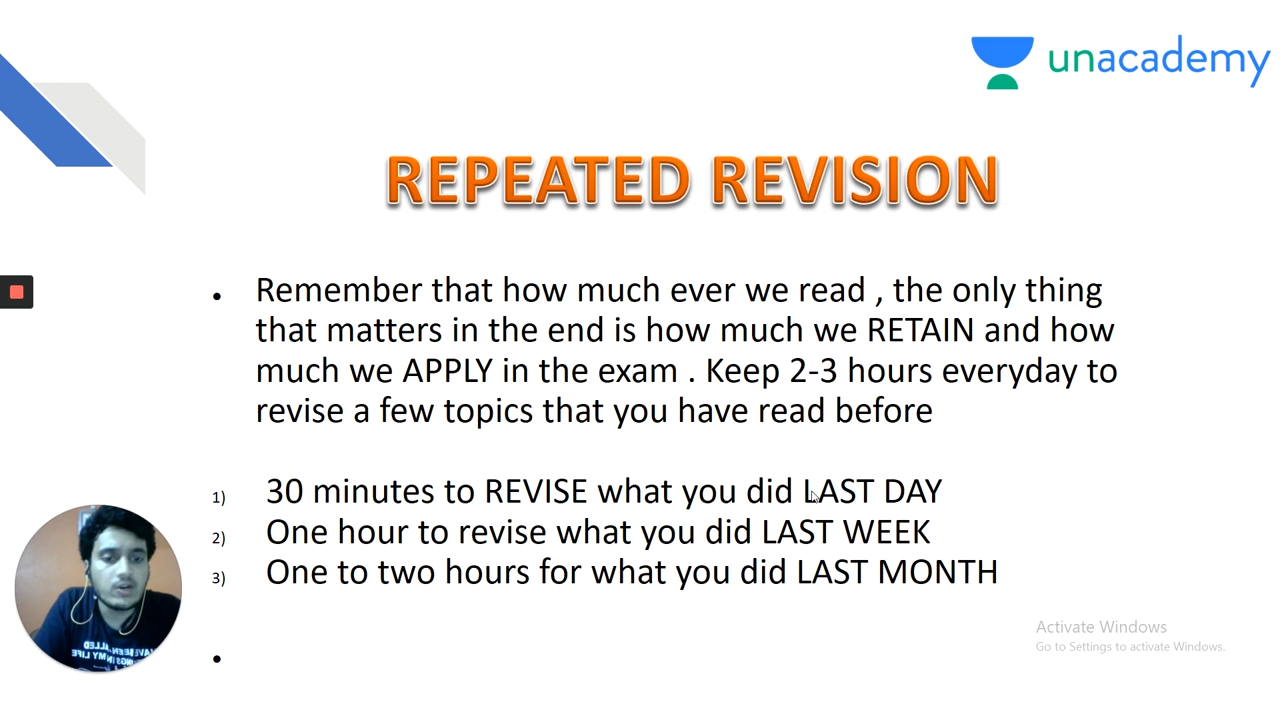 unacademy
REPEATED REVISION
• Remember that how much ever we read , the only thing
that matters in the end is how much we RETAIN and how
much we APPLY in the exam . Keep 2-3 hours everyday to
revise a few topics that you have read before
1) 30 minutes to REVISE what you did LAST DAY
2) One hour to revise what you did LAST WEEK
3) One to two hours for what you did LAST MONTH
•
Activate Windows
Go to Settings to activate Windows.